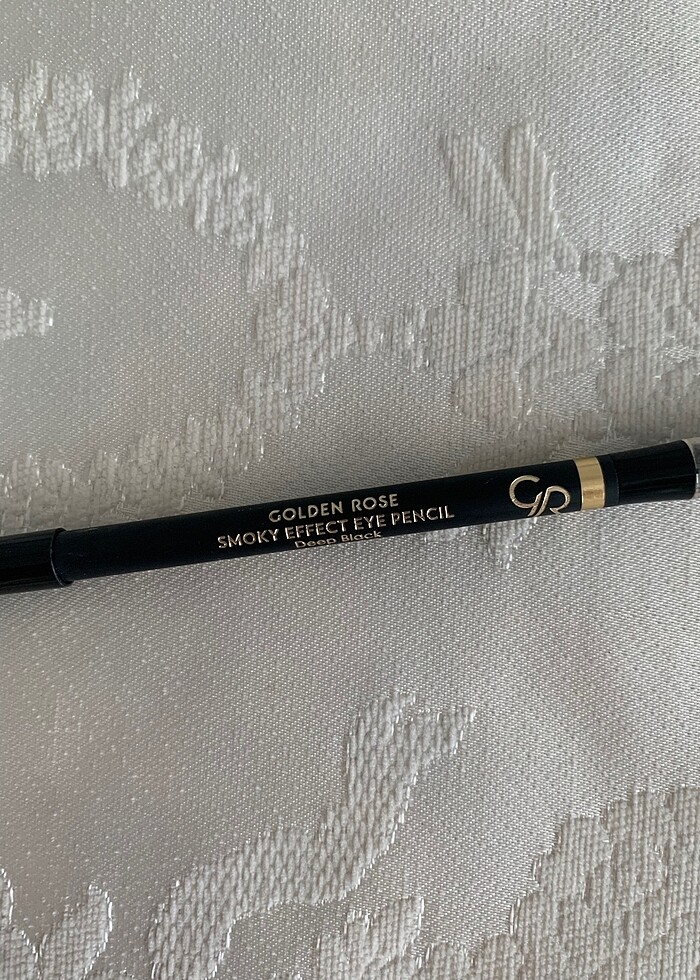 GOLDEN ROSE
SMOKY EFFECT EYE PENCIL
Deep Black
GR